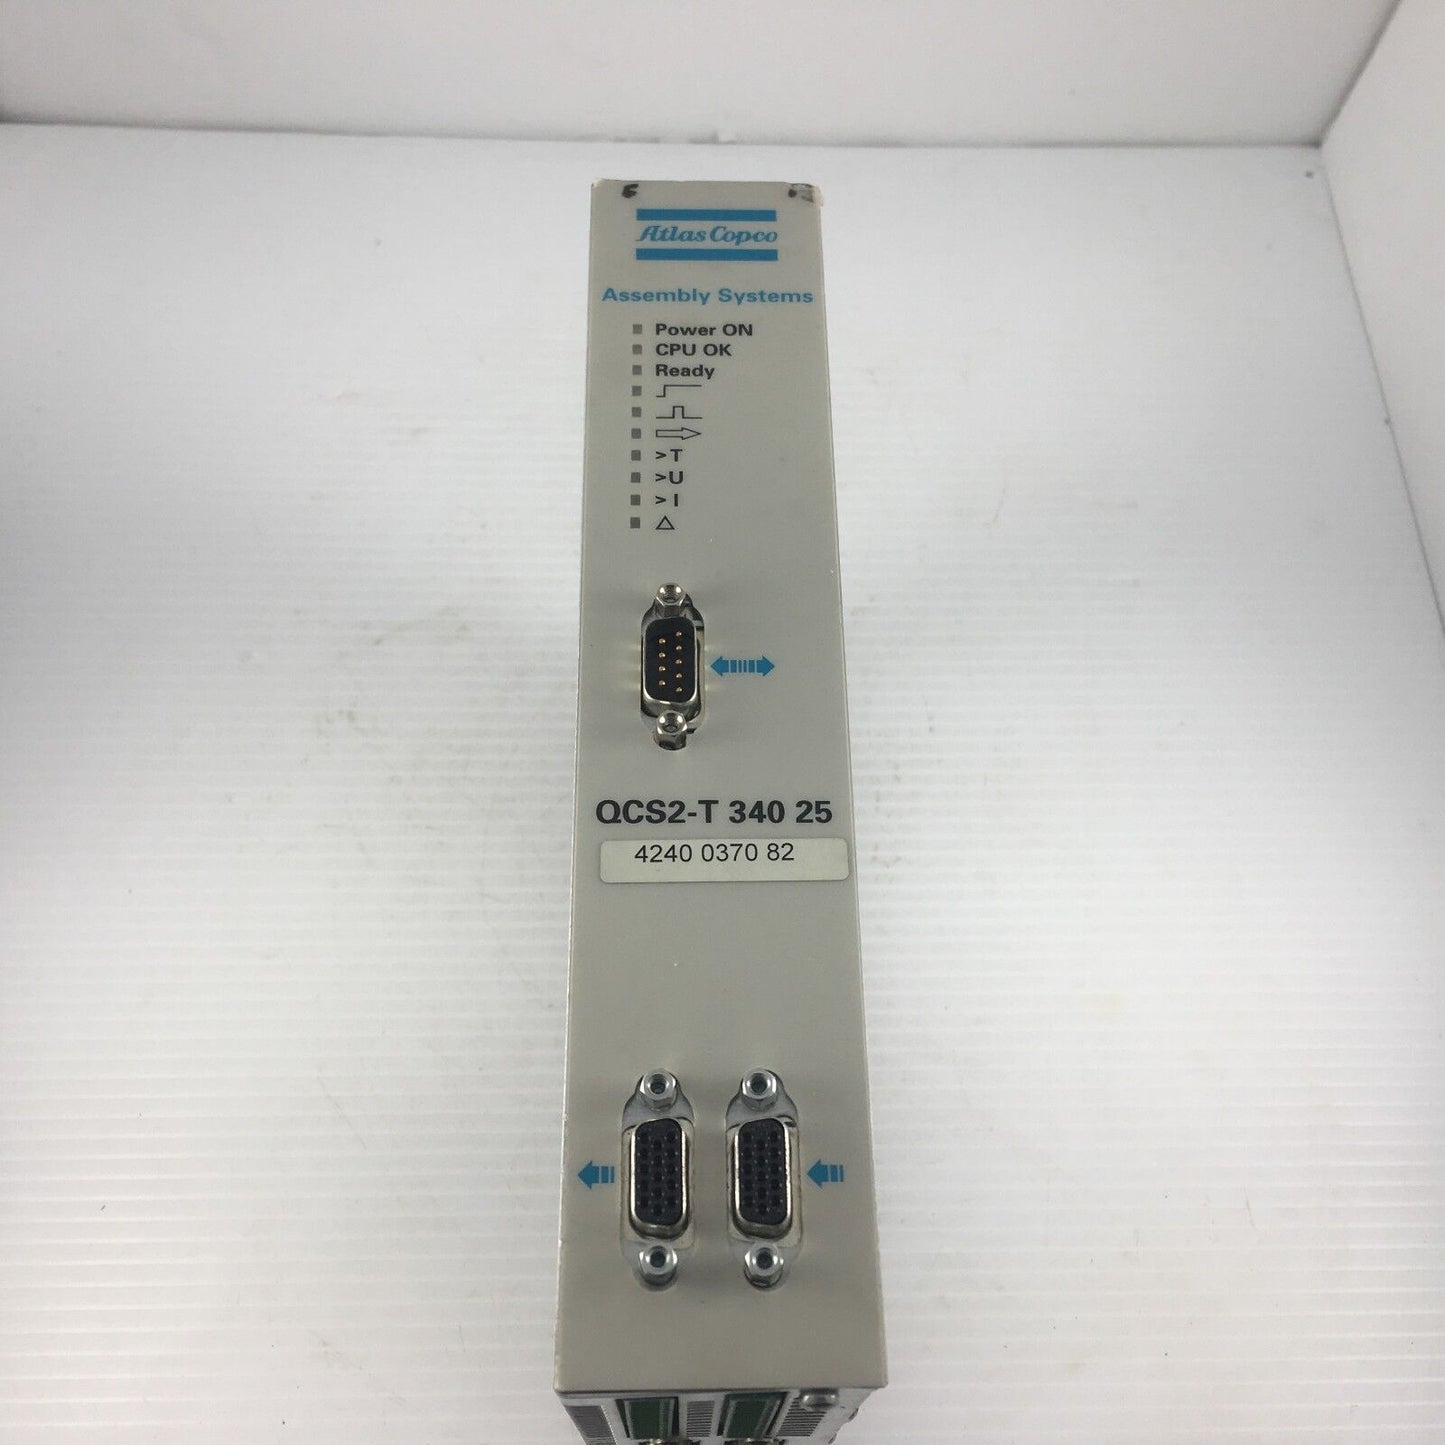 Atlas Copco
Assembly Systems
Power ON
CPU OK
Ready
>T
>U
>I
QCS2-T 340 25
4240 0370 82